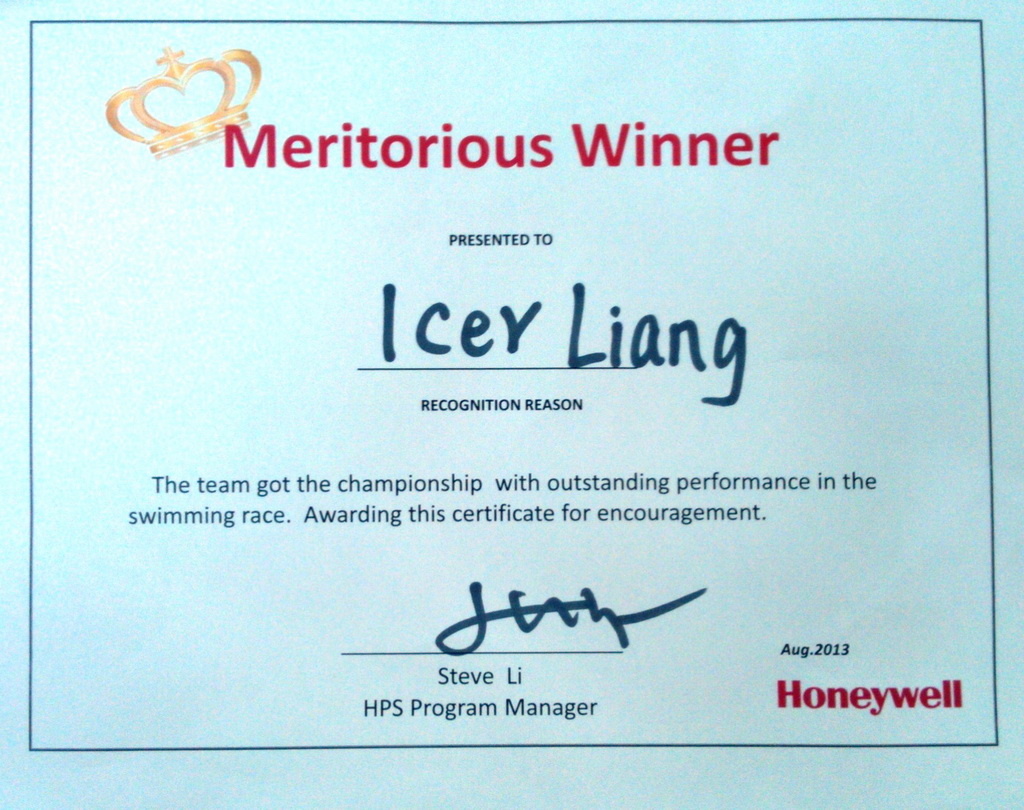 Meritorious Winner
PRESENTED TO
Icer Liang
RECOGNITION REASON
The team got the championship with outstanding performance in the
swimming race. Awarding this certificate for encouragement.
Steve Li
HPS Program Manager
Aug.2013
Honeywell